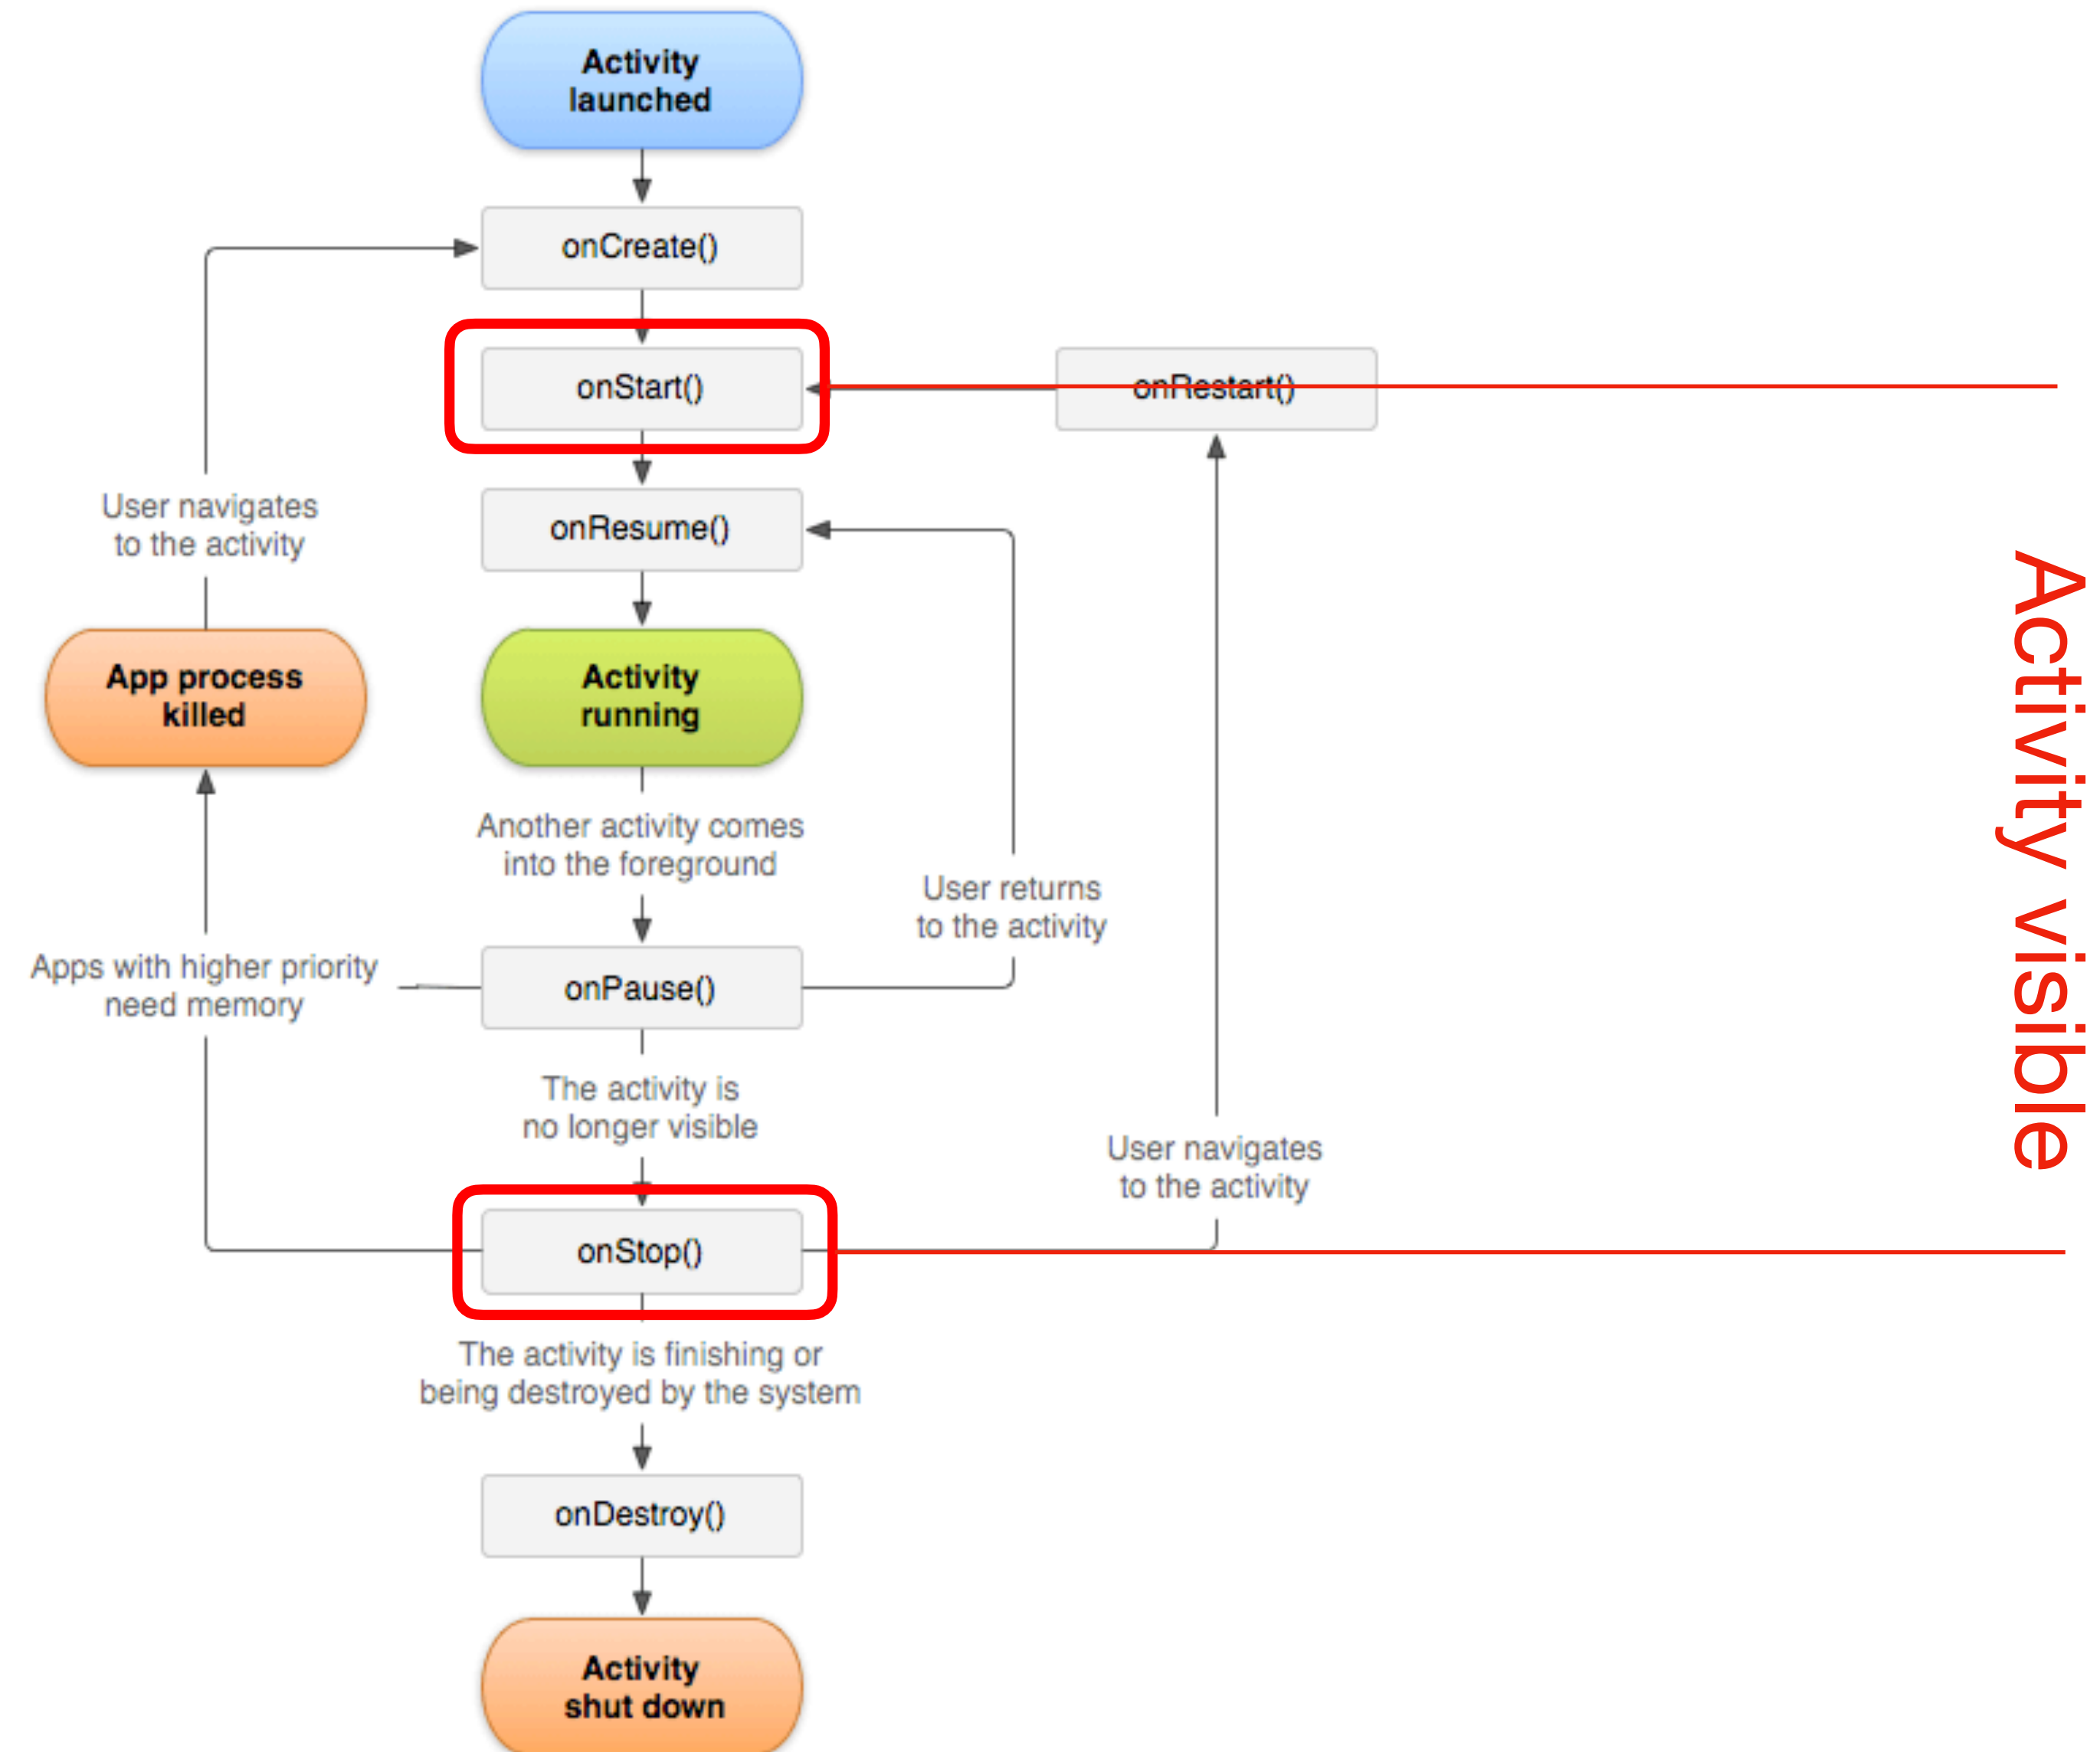 Activity
launched
onCreate()
onStart()
onRestart()
onResume()
User navigates
to the activity
App process
killed
Activity
running
Another activity comes
into the foreground
User returns
to the activity
Apps with higher priority
need memory
onPause()
The activity is
no longer visible
User navigates
to the activity
onStop()
The activity is finishing or
being destroyed by the system
onDestroy()
Activity
shut down
Activity visible